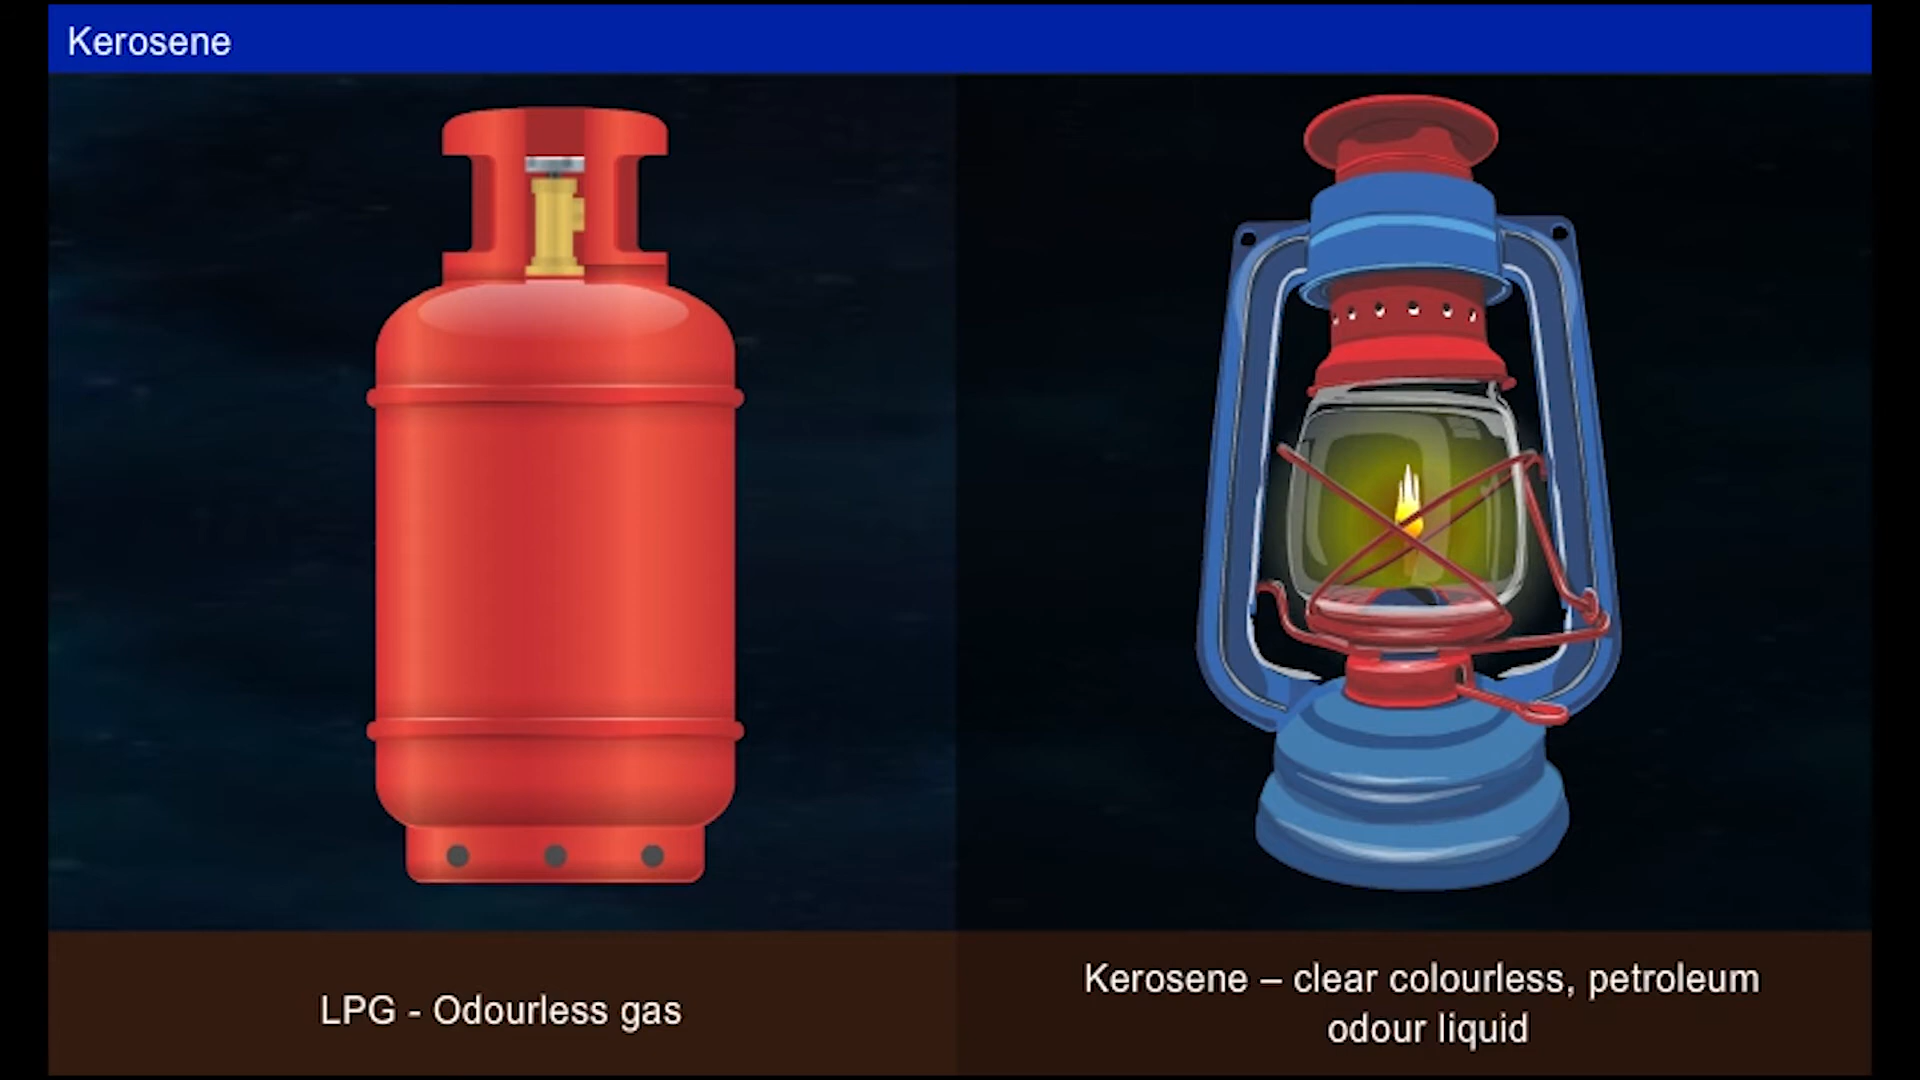 Kerosene
LPG - Odourless gas
Kerosene – clear colourless, petroleum
odour liquid